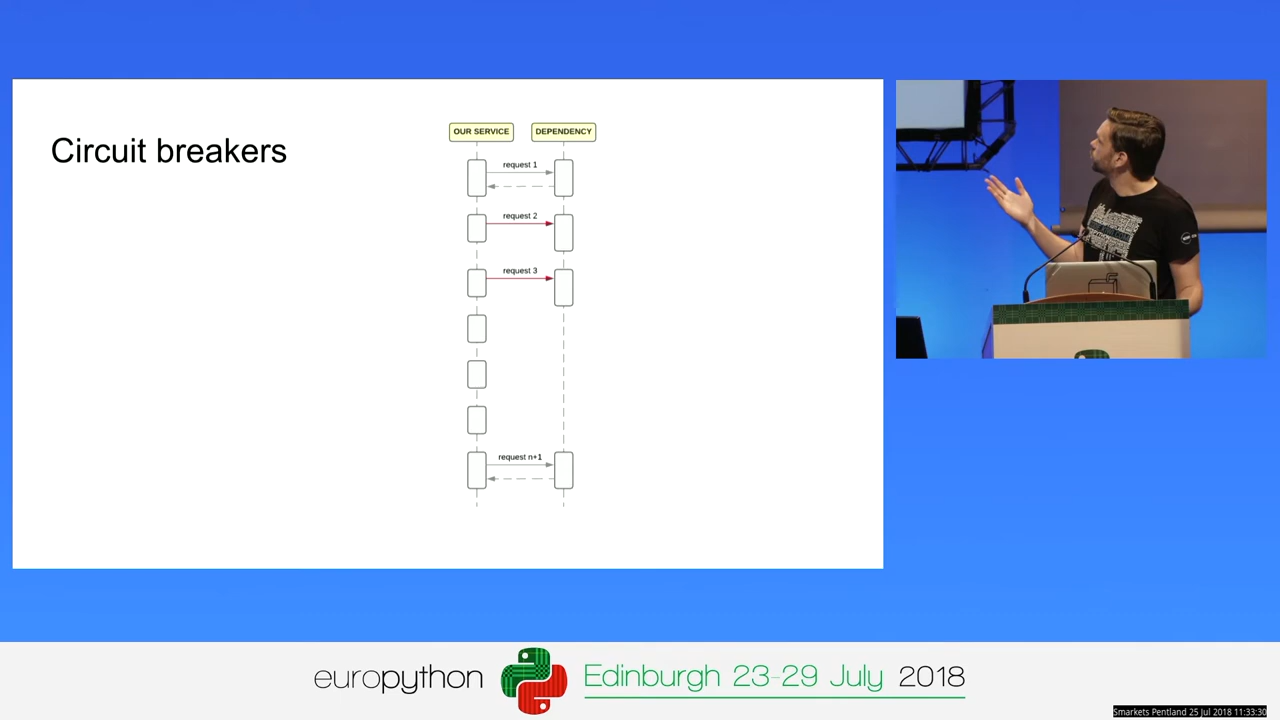 Circuit breakers
OUR SERVICE
DEPENDENCY
request 1
request 2
request 3
request n+1
europython
Edinburgh 23-29 July 2018
Smarkets Pentland 25 Jul 2018 11:33:30